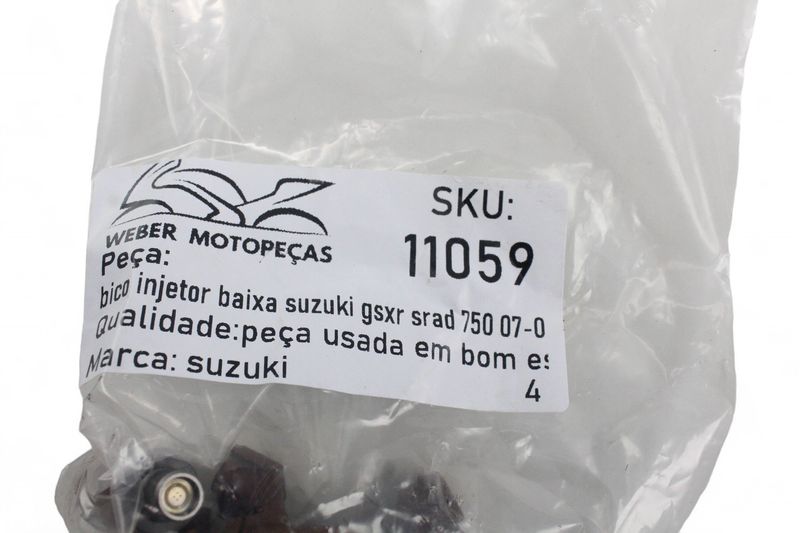 WEBER MOTOPEÇAS
SKU:
11059
Peça:
bico injetor baixa suzuki gsxr srad 750 07-0
Qualidade:peça usada em bom es
Marca: suzuki
4